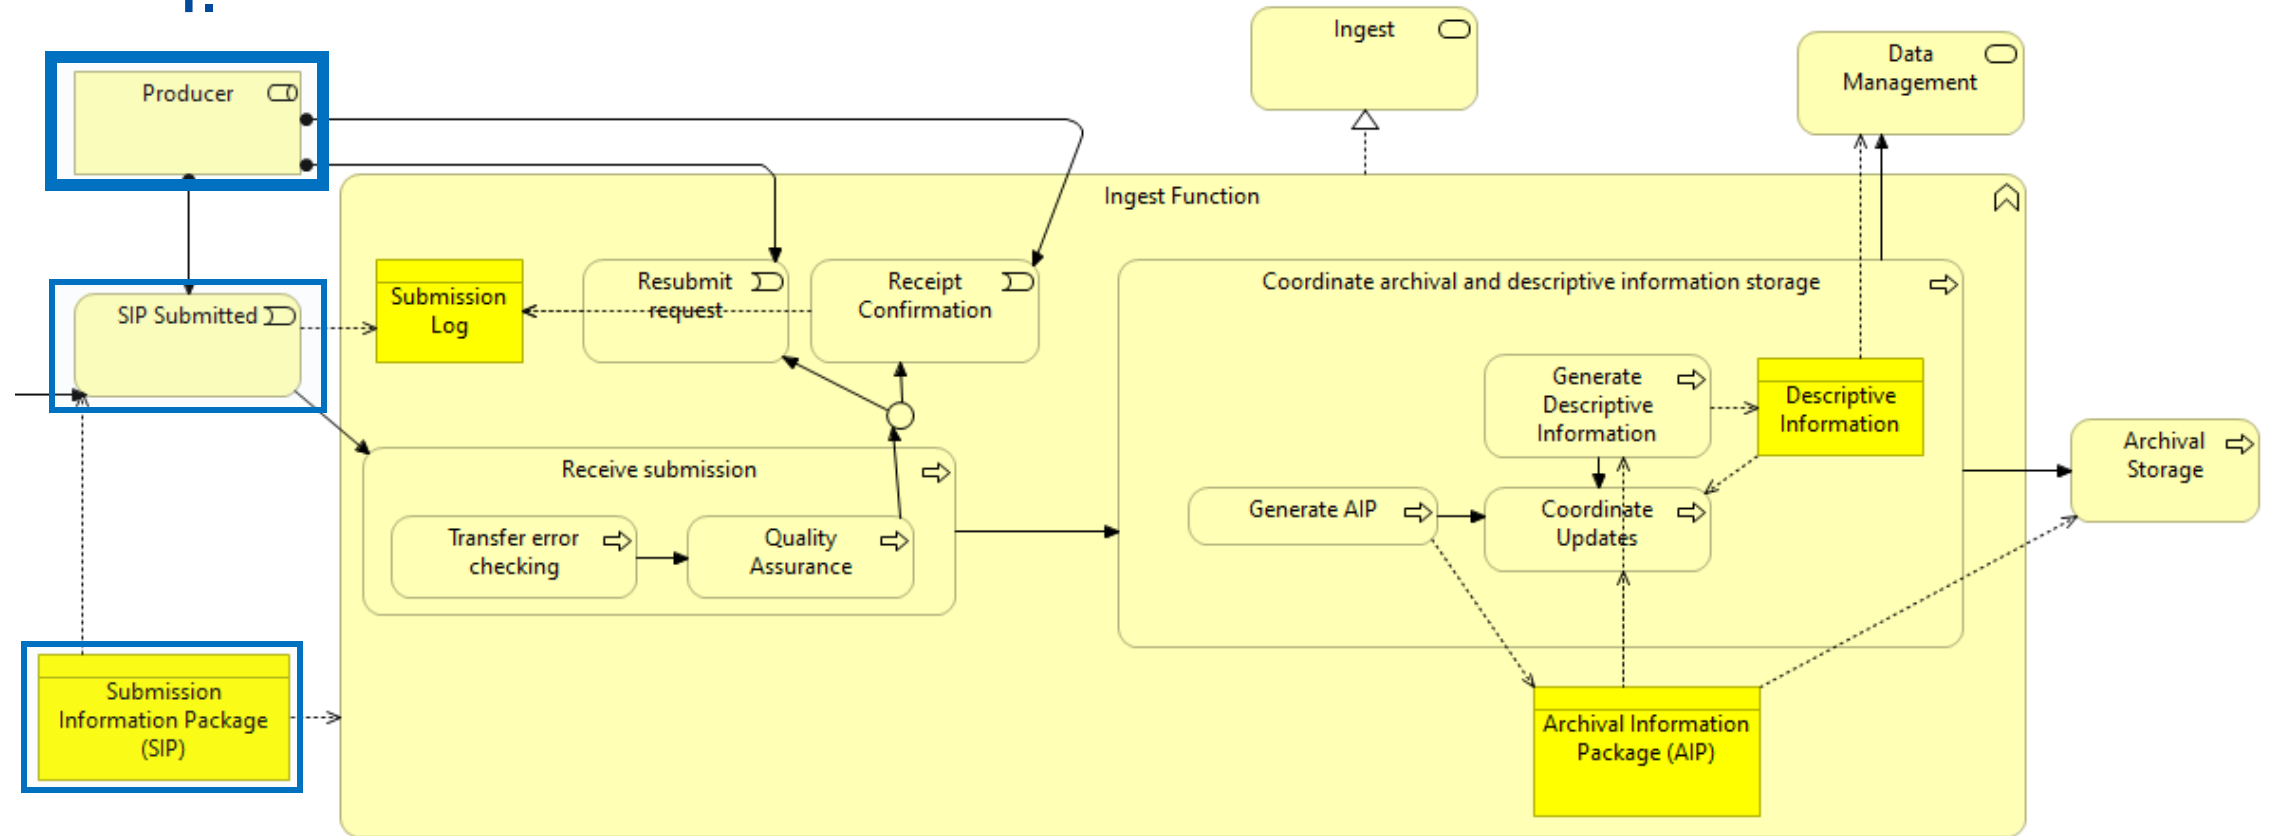 Producer
Ingest
Data
Management
Ingest Function
SIP Submitted
Submission
Log
Resubmit
request
Receipt
Confirmation
Coordinate archival and descriptive information storage
Generate
Descriptive
Information
Descriptive
Information
Archival
Storage
Receive submission
Transfer error
checking
Quality
Assurance
Generate AIP
Coordinate
Updates
Submission
Information Package
(SIP)
Archival Information
Package (AIP)